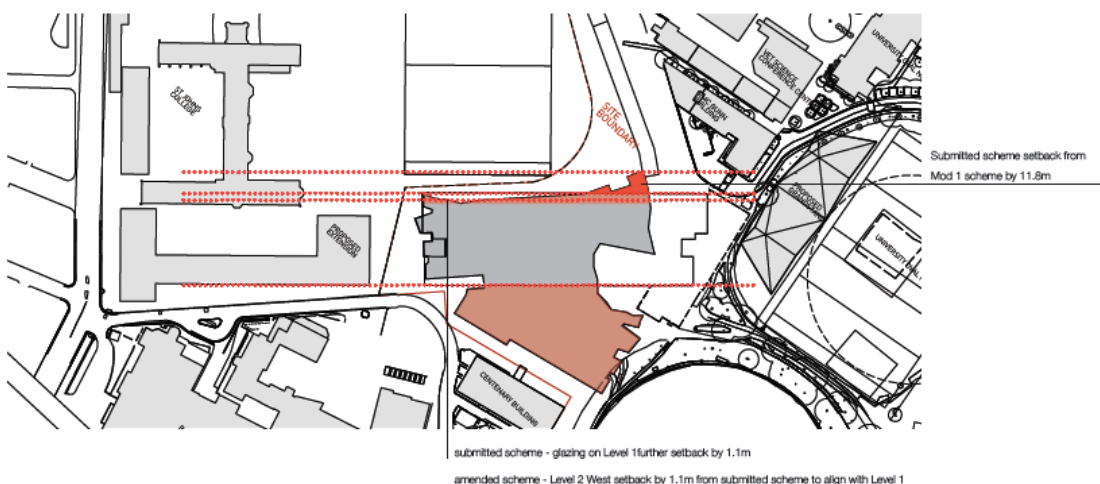 ST JOHNS
COLLEGE
SITE
BOUNDARY
VET SCIENCE
CONFERENCE
BUILDING
Submitted scheme setback from
Mod 1 scheme by 11.8m
PROPOSED
PROPOSED
EXTENSION
CENTENARY BUILDING
submitted scheme - glazing on Level 1further setback by 1.1m
amended scheme - Level 2 West setback by 1.1m from submitted scheme to align with Level 1